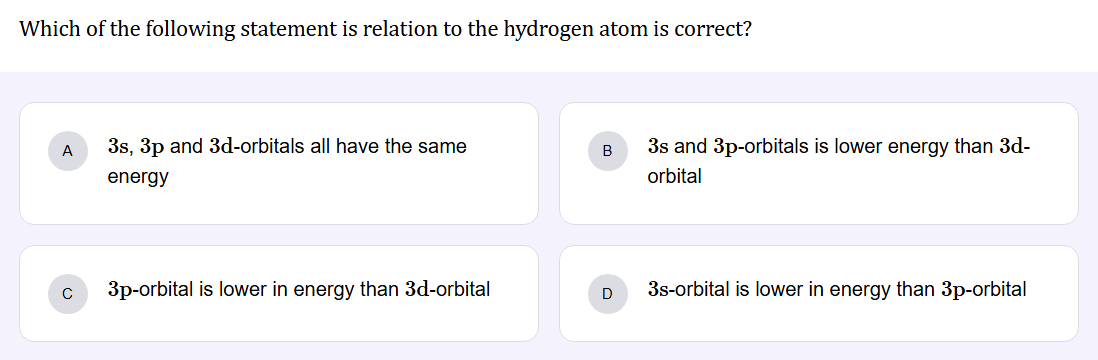 Which of the following statement is relation to the hydrogen atom is correct?
A
3s, 3p and 3d-orbitals all have the same
energy
B
3s and 3p-orbitals is lower energy than 3d-
orbital
C
3p-orbital is lower in energy than 3d-orbital
D
3s-orbital is lower in energy than 3p-orbital